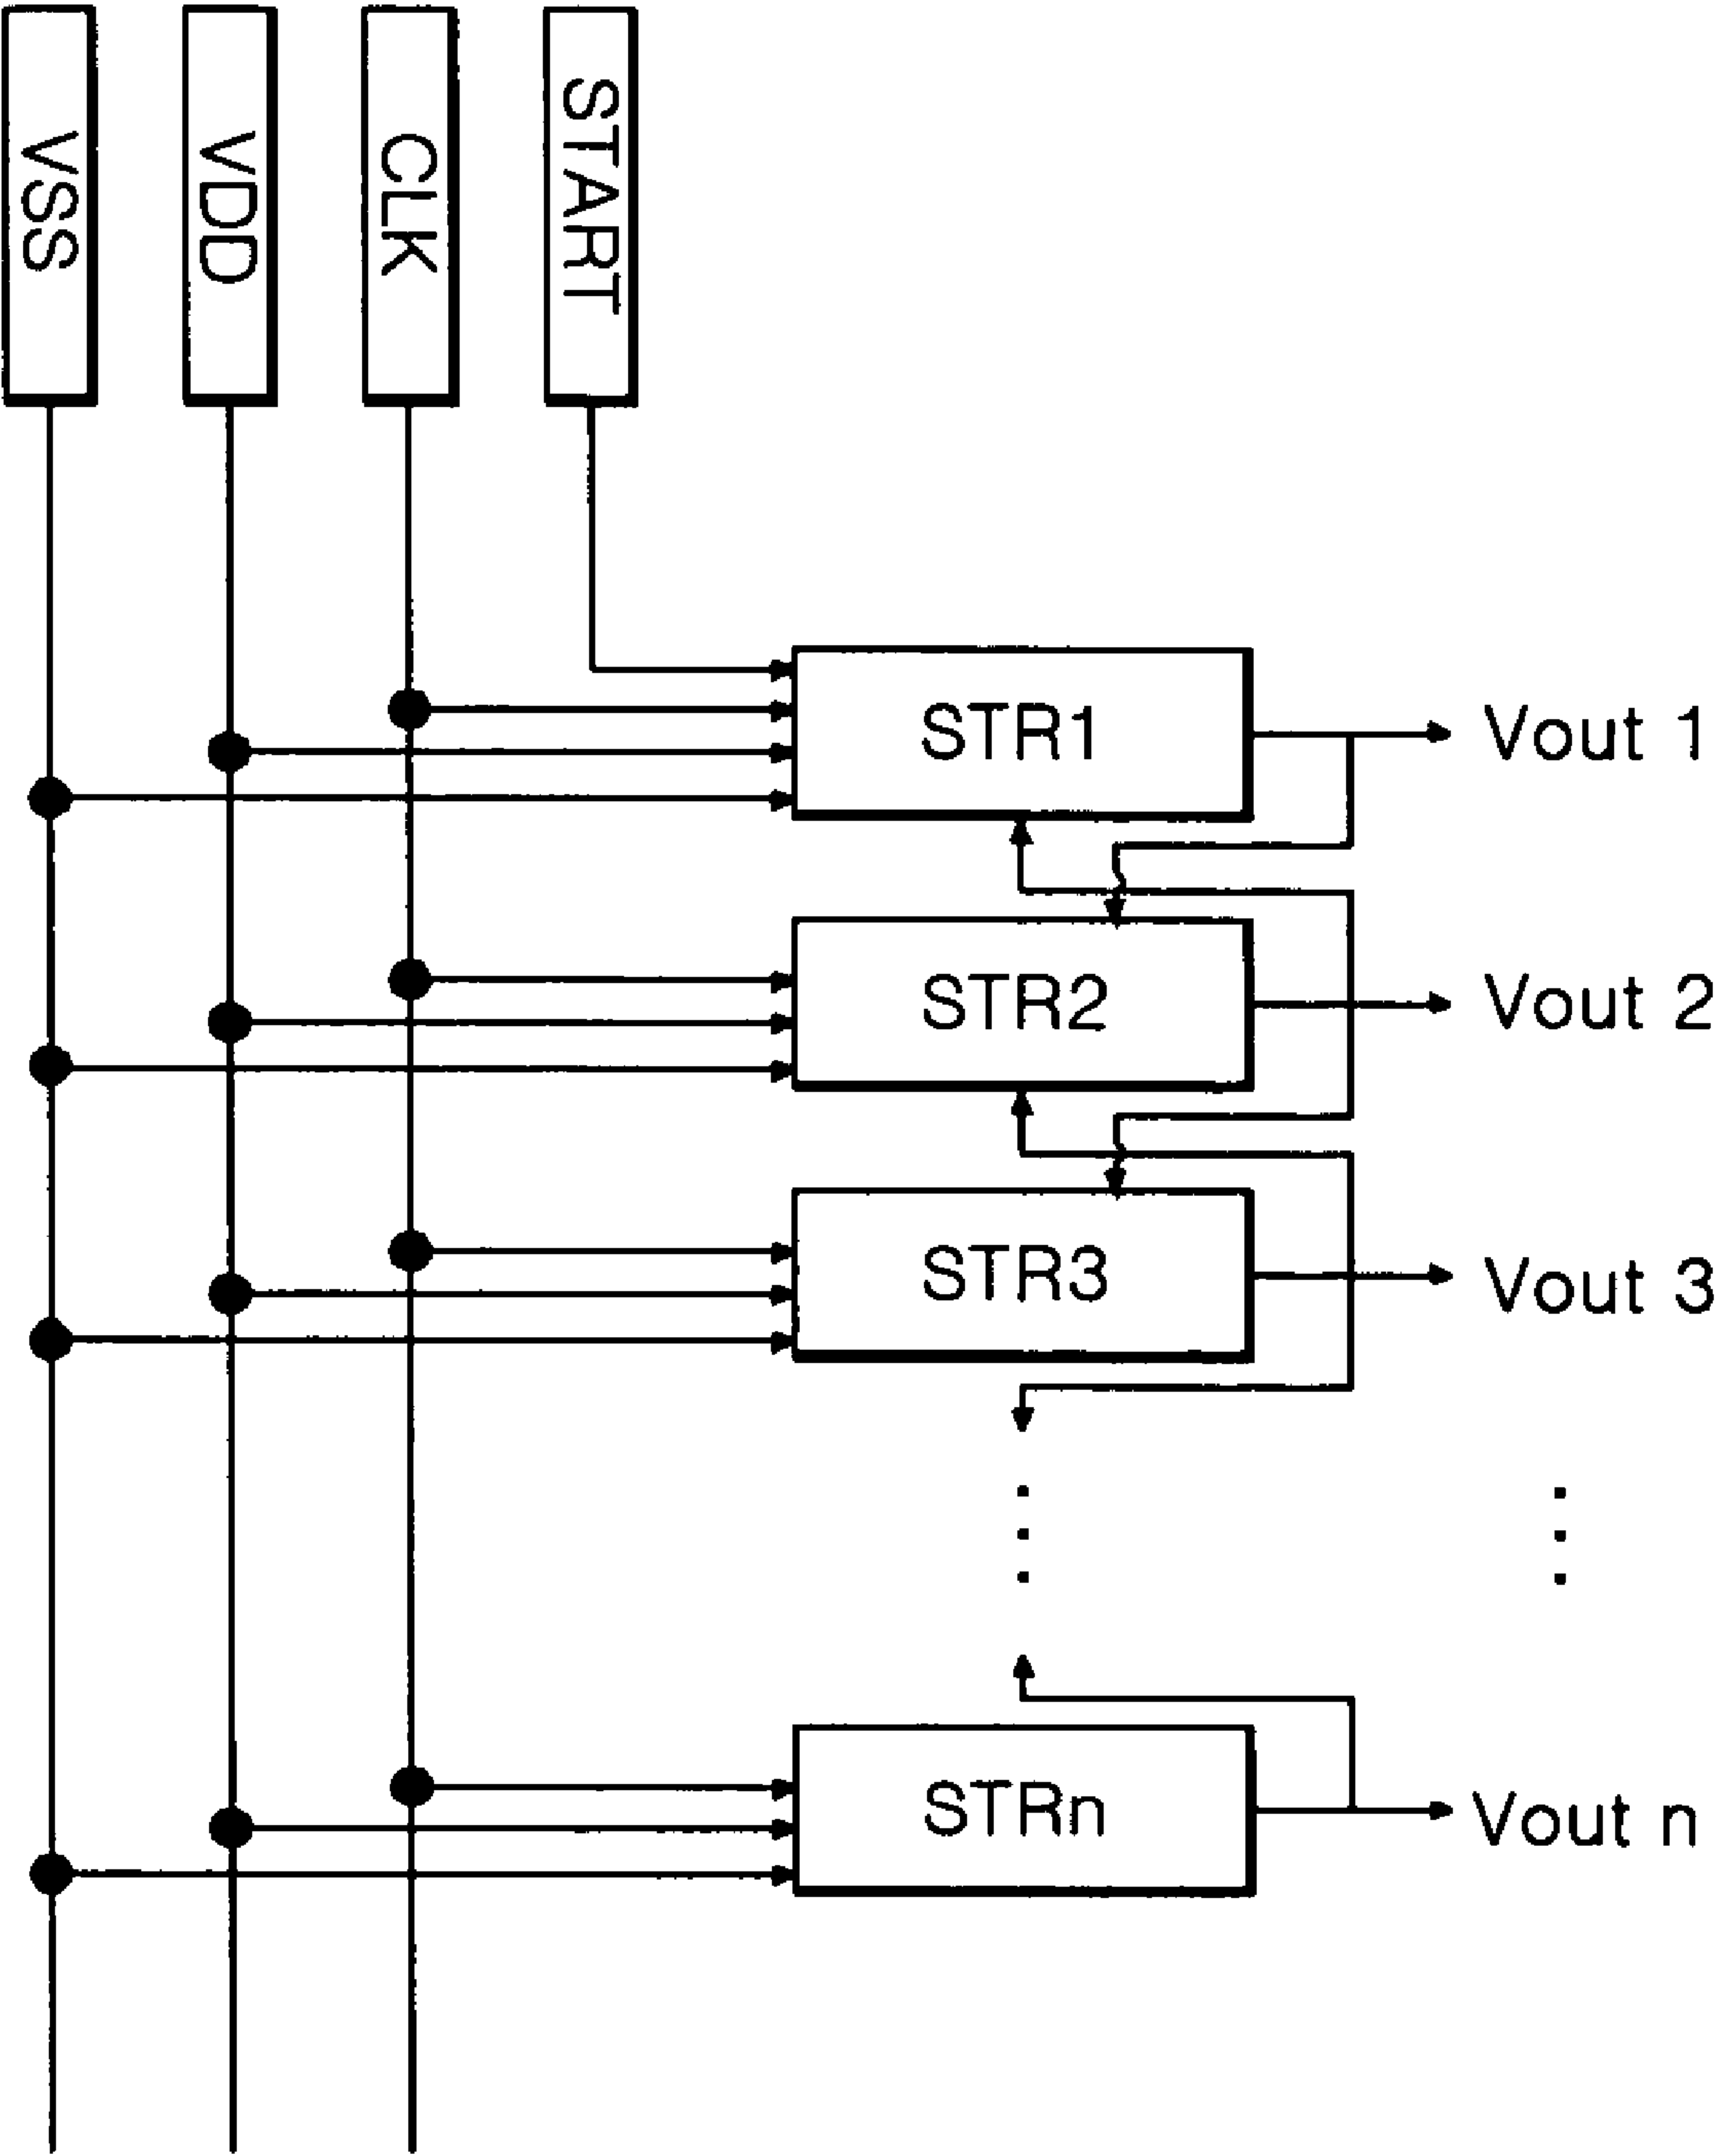 VSS
VDD
CLK
START
STR1
Vout 1
STR2
Vout 2
STR3
Vout 3
STRn
Vout n